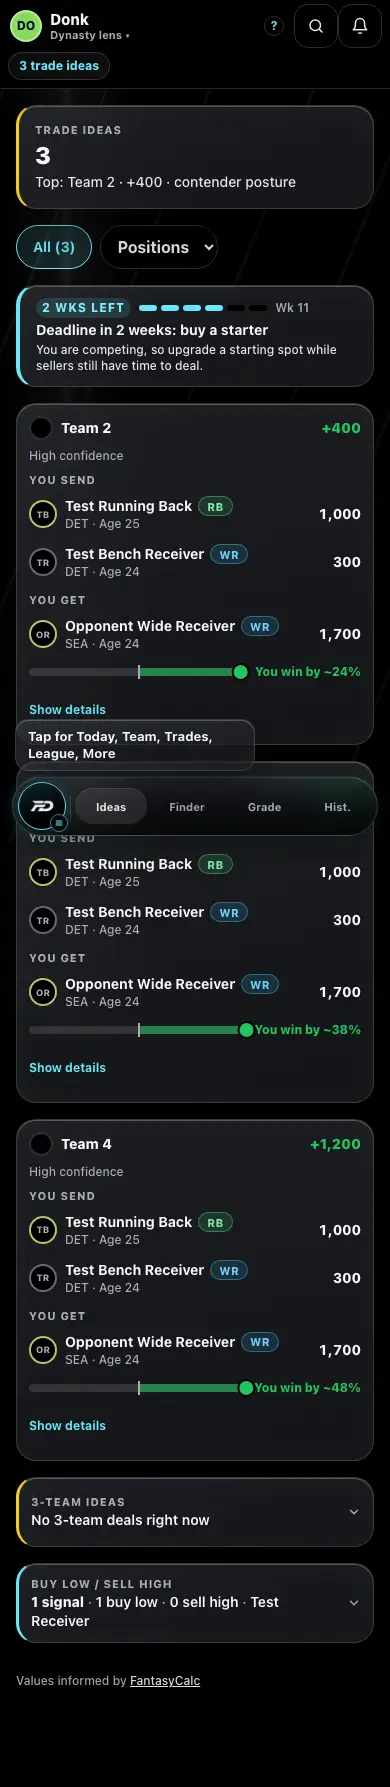 DO
Donk
Dynasty lens ▾
?
3 trade ideas
TRADE IDEAS
3
Top: Team 2 · +400 · contender posture
All (3)
Positions
2 WKS LEFT
Wk 11
Deadline in 2 weeks: buy a starter
You are competing, so upgrade a starting spot while
sellers still have time to deal.
Team 2
+400
High confidence
YOU SEND
TB
Test Running Back RB
DET · Age 25
1,000
TR
Test Bench Receiver WR
DET · Age 24
300
YOU GET
OR
Opponent Wide Receiver WR
SEA · Age 24
1,700
You win by ~24%
Show details
Tap for Today, Team, Trades,
League, More
FD
Ideas
Finder
Grade
Hist.
YOU SEND
TB
Test Running Back RB
DET · Age 25
1,000
TR
Test Bench Receiver WR
DET · Age 24
300
YOU GET
OR
Opponent Wide Receiver WR
SEA · Age 24
1,700
You win by ~38%
Show details
Team 4
+1,200
High confidence
YOU SEND
TB
Test Running Back RB
DET · Age 25
1,000
TR
Test Bench Receiver WR
DET · Age 24
300
YOU GET
OR
Opponent Wide Receiver WR
SEA · Age 24
1,700
You win by ~48%
Show details
3-TEAM IDEAS
No 3-team deals right now
BUY LOW / SELL HIGH
1 signal · 1 buy low · 0 sell high · Test
Receiver
Values informed by FantasyCalc